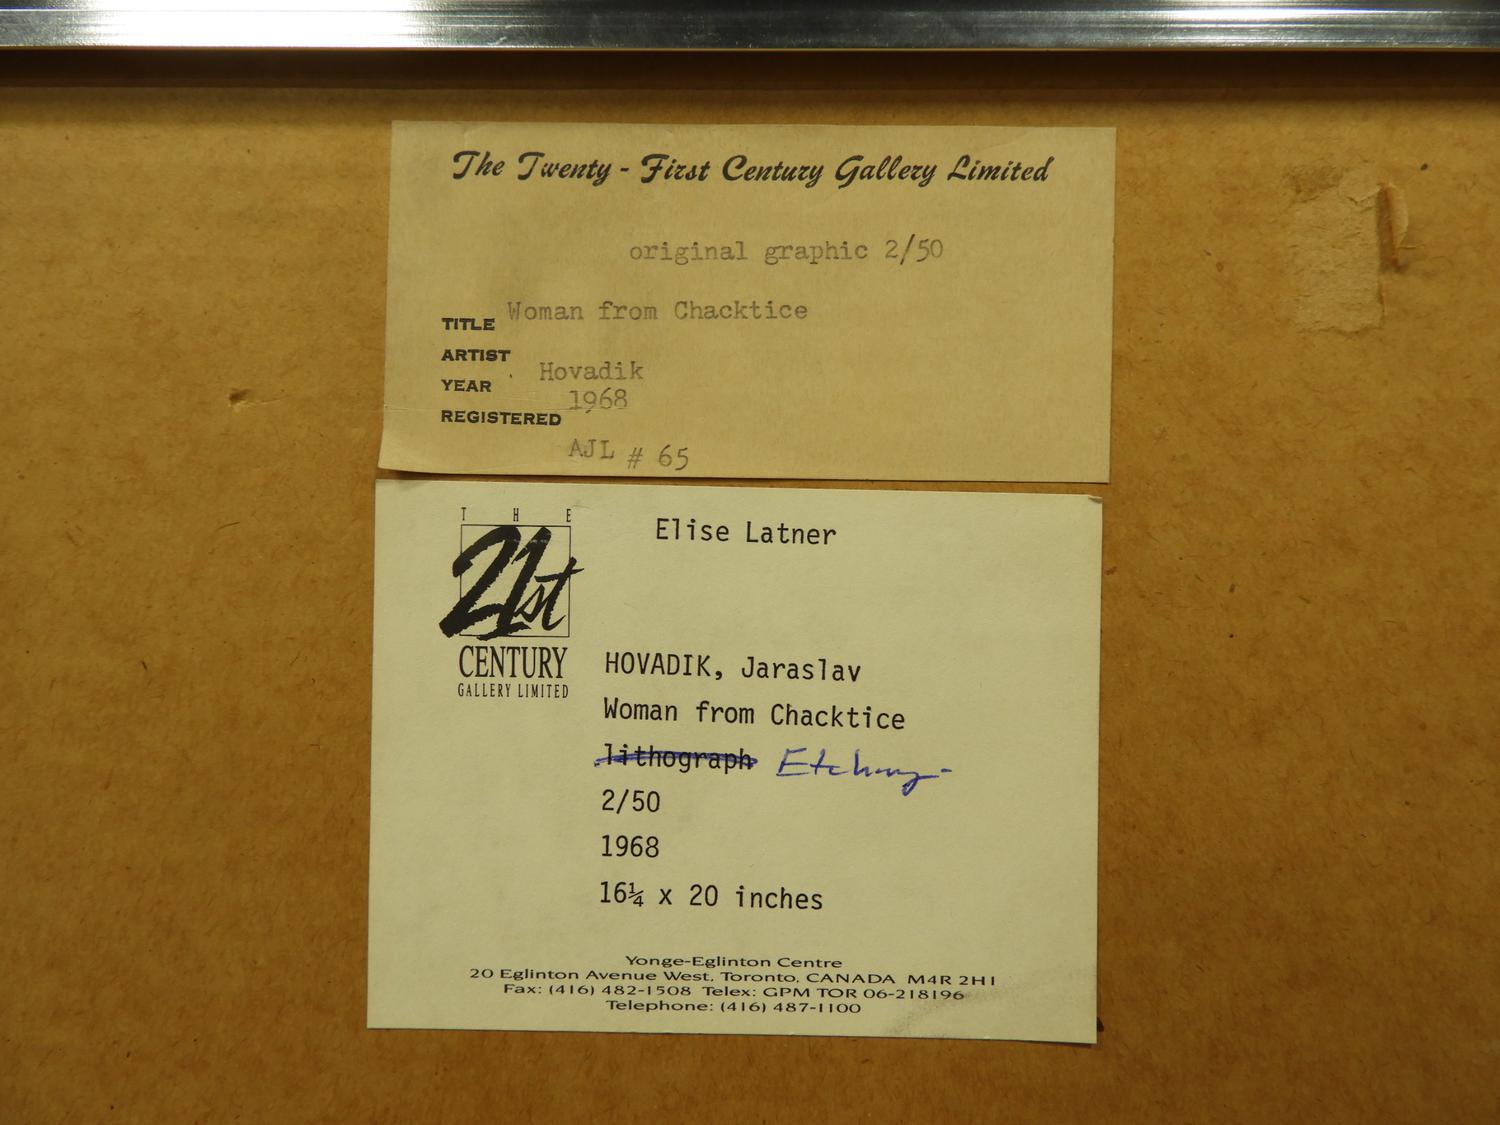 The Twenty - First Century Gallery Limited
original graphic 2/50
TITLE Woman from Chacktice
ARTIST Hovadik
YEAR 1968
REGISTERED AJL # 65
THE
21st
CENTURY
GALLERY LIMITED
Elise Latner
HOVADIK, Jaraslav
Woman from Chacktice
lithograph Etching
2/50
1968
16¼ x 20 inches
Yonge-Eglinton Centre
20 Eglinton Avenue West, Toronto, CANADA M4R 2H1
Fax: (416) 482-1508 Telex: GPM TOR 06-218196
Telephone: (416) 487-1100